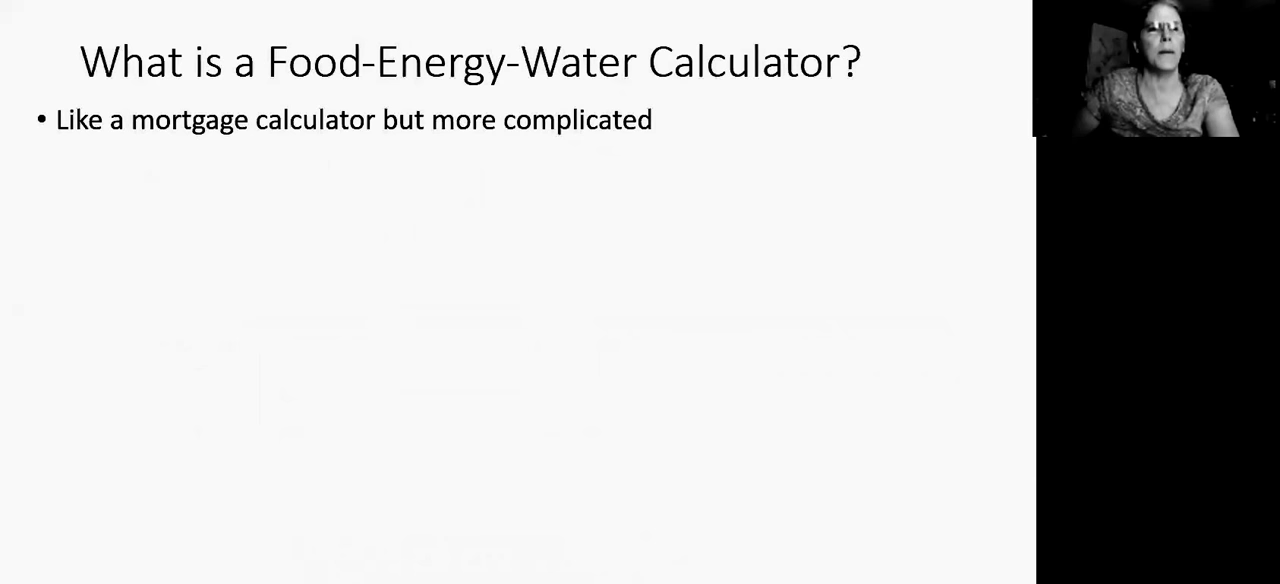 What is a Food-Energy-Water Calculator?
• Like a mortgage calculator but more complicated